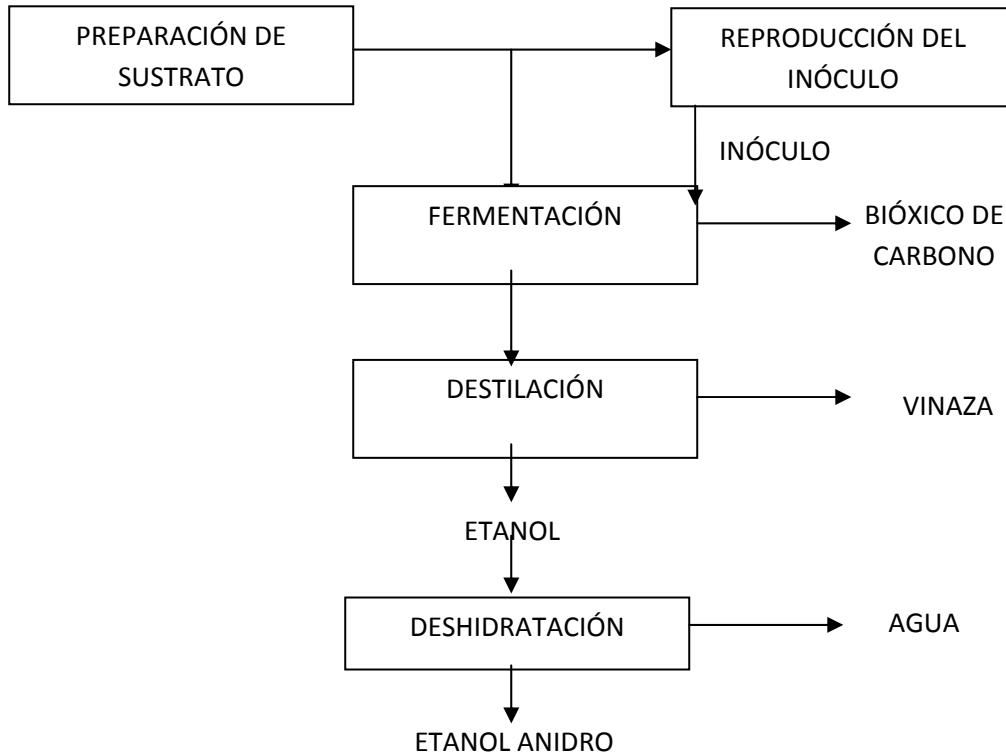 PREPARACIÓN DE
SUSTRATO
REPRODUCCIÓN DEL
INÓCULO
INÓCULO
FERMENTACIÓN
BIÓXICO DE
CARBONO
DESTILACIÓN
VINAZA
ETANOL
DESHIDRATACIÓN
AGUA
ETANOL ANIDRO